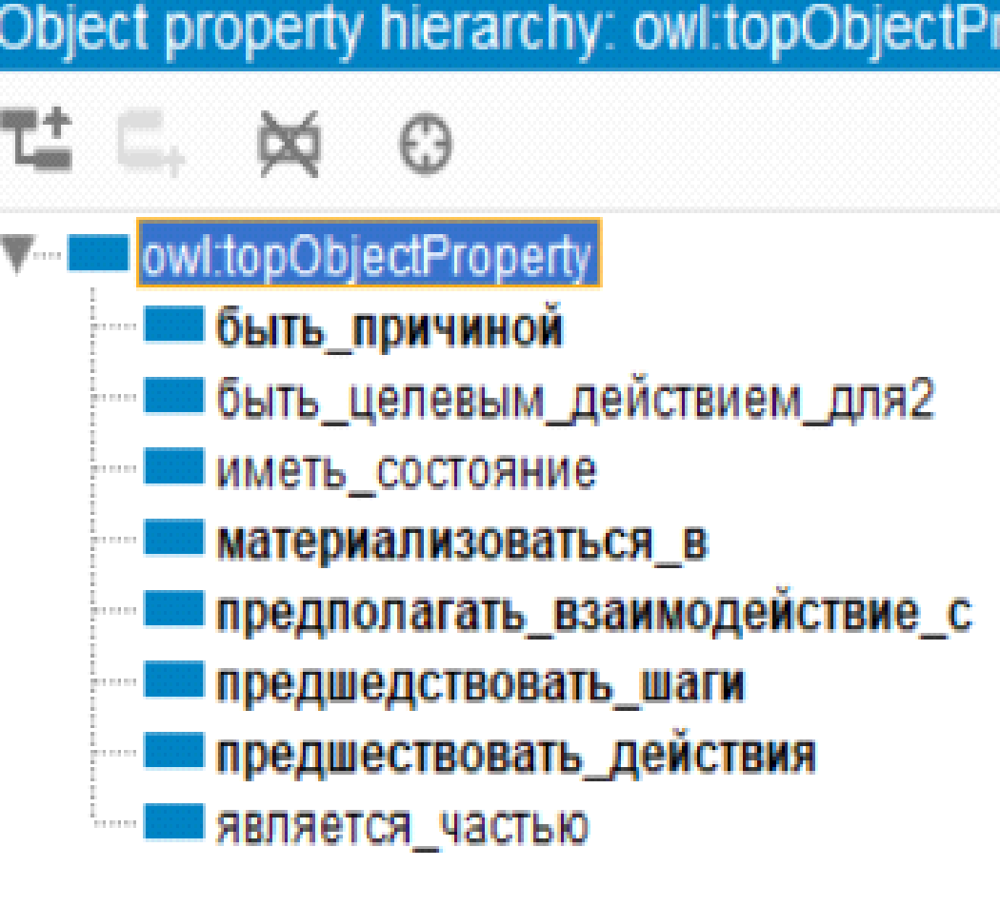 Object property hierarchy: owl:topObjectPr
owl:topObjectProperty
быть_причиной
быть_целевым_действием_для2
иметь_состояние
материализоваться_в
предполагать_взаимодействие_с
предшедствовать_шаги
предшествовать_действия
является_частью